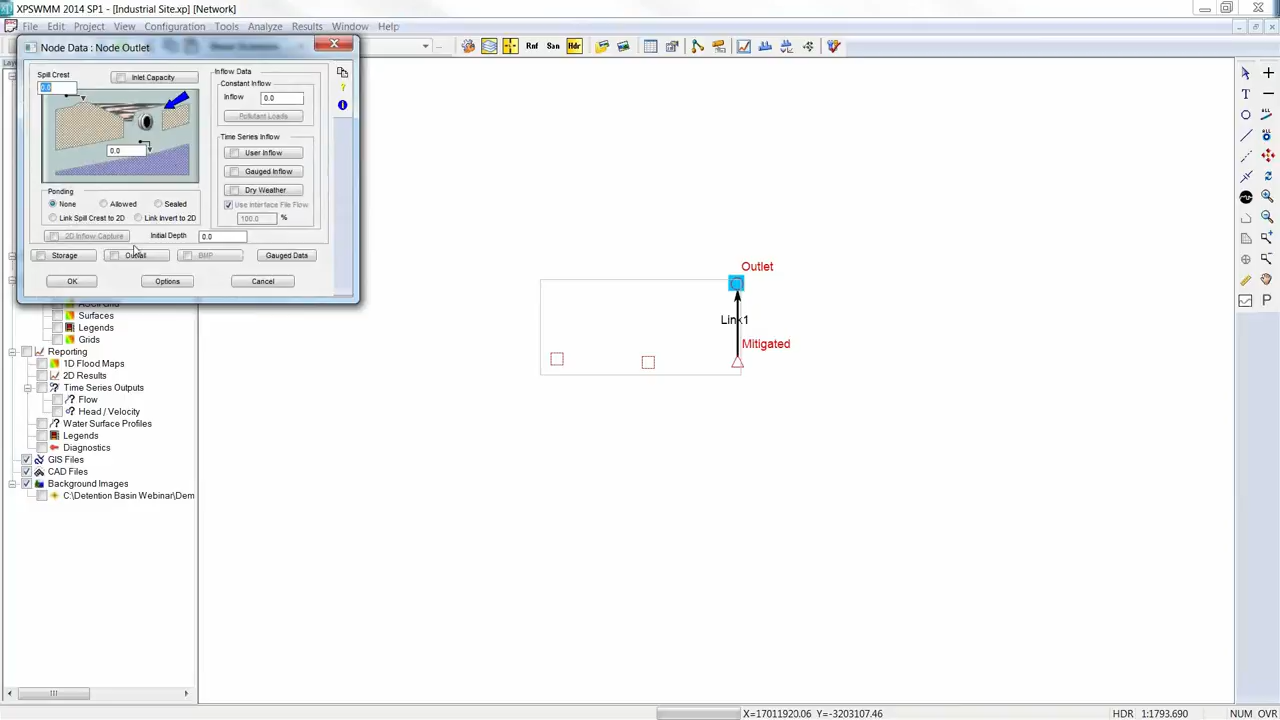 XPSWMM 2014 SP1 - [Industrial Site.xp] [Network]
File Edit Project View Configuration Tools Analyze Results Window Help
Rnf San Hdr
Node Data : Node Outlet
Spill Crest
Inlet Capacity
0.0
0.0
Ponding
None Allowed Sealed
Link Spill Crest to 2D Link Invert to 2D
2D Inflow Capture Initial Depth 0.0
Inflow Data
Constant Inflow
Inflow 0.0
Pollutant Loads
Time Series Inflow
User Inflow
Gauged Inflow
Dry Weather
Use Interface File Flow
100.0 %
Storage Outfall BMP Gauged Data
OK Options Cancel
Surfaces
Legends
Grids
Reporting
1D Flood Maps
2D Results
Time Series Outputs
Flow
Head / Velocity
Water Surface Profiles
Legends
Diagnostics
GIS Files
CAD Files
Background Images
C:\Detention Basin Webinar\Dem
Outlet
Link1
Mitigated
T
P
X=17011920.06 Y=-3203107.46 HDR 1:1793.690 NUM OVR